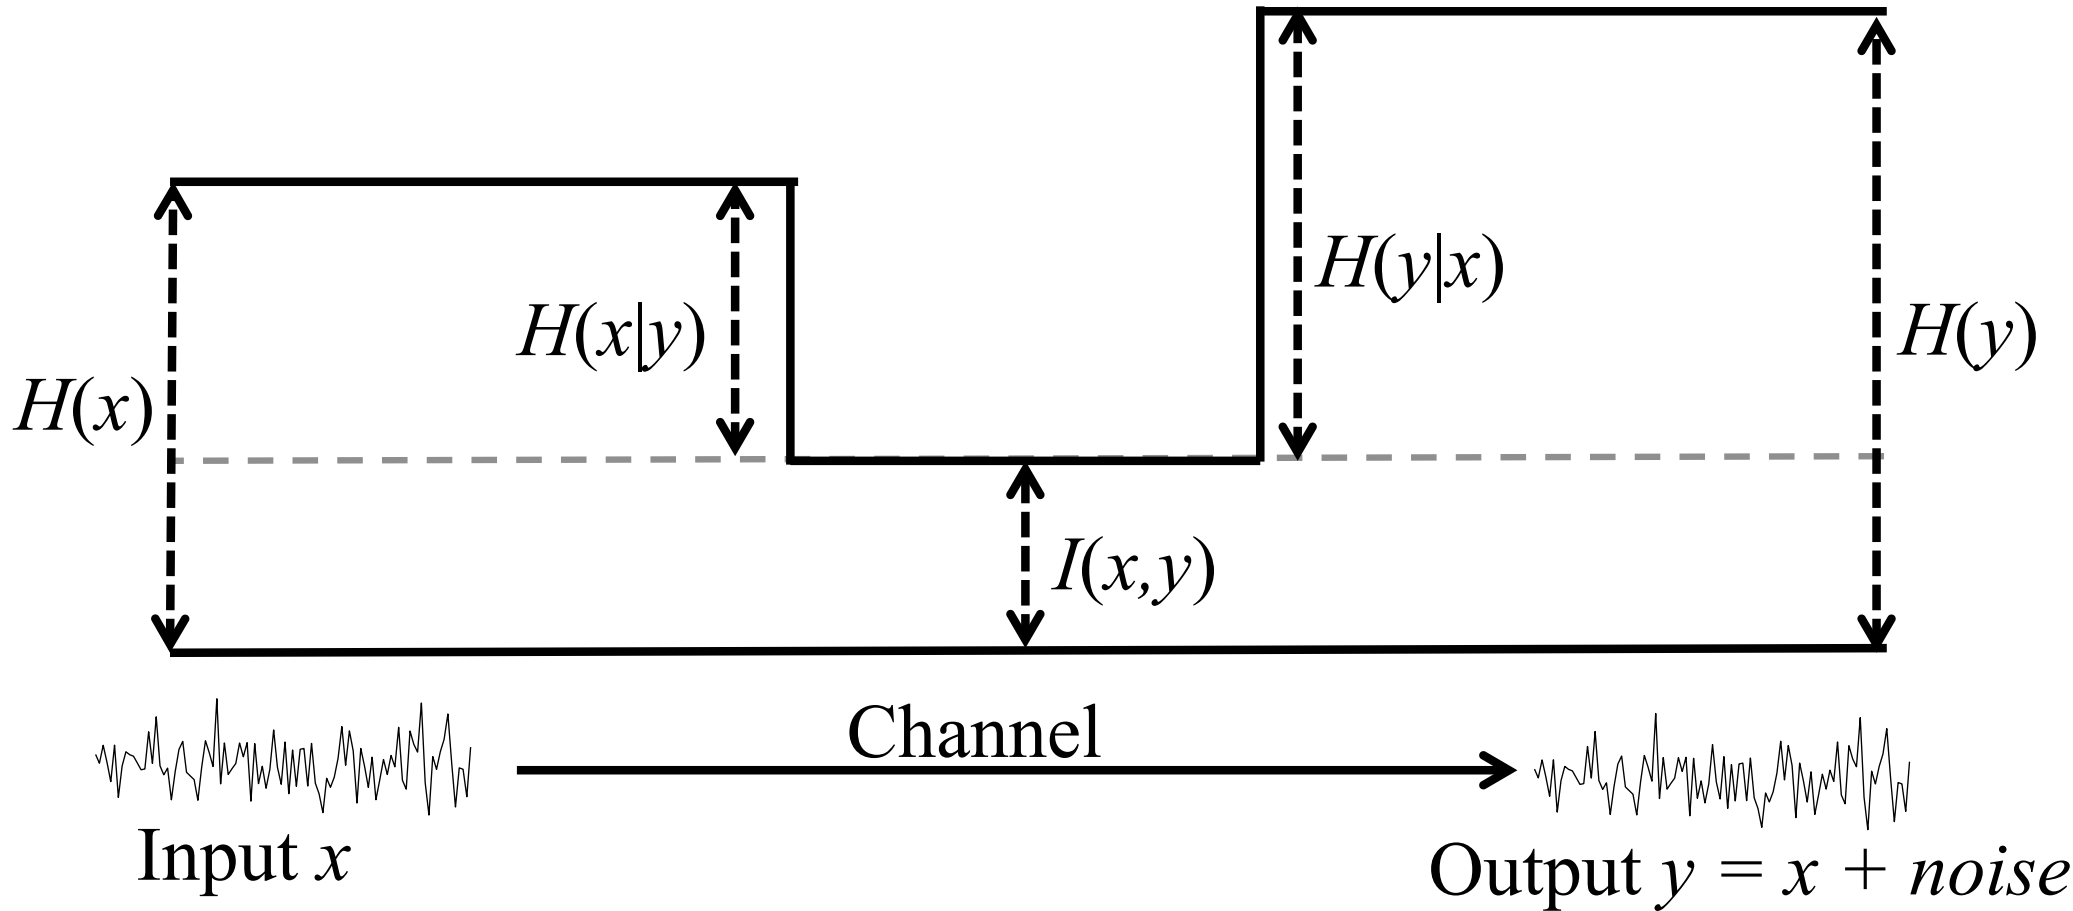 H(y|x)
H(x|y)
H(y)
H(x)
I(x,y)
Channel
Input x
Output y = x + noise